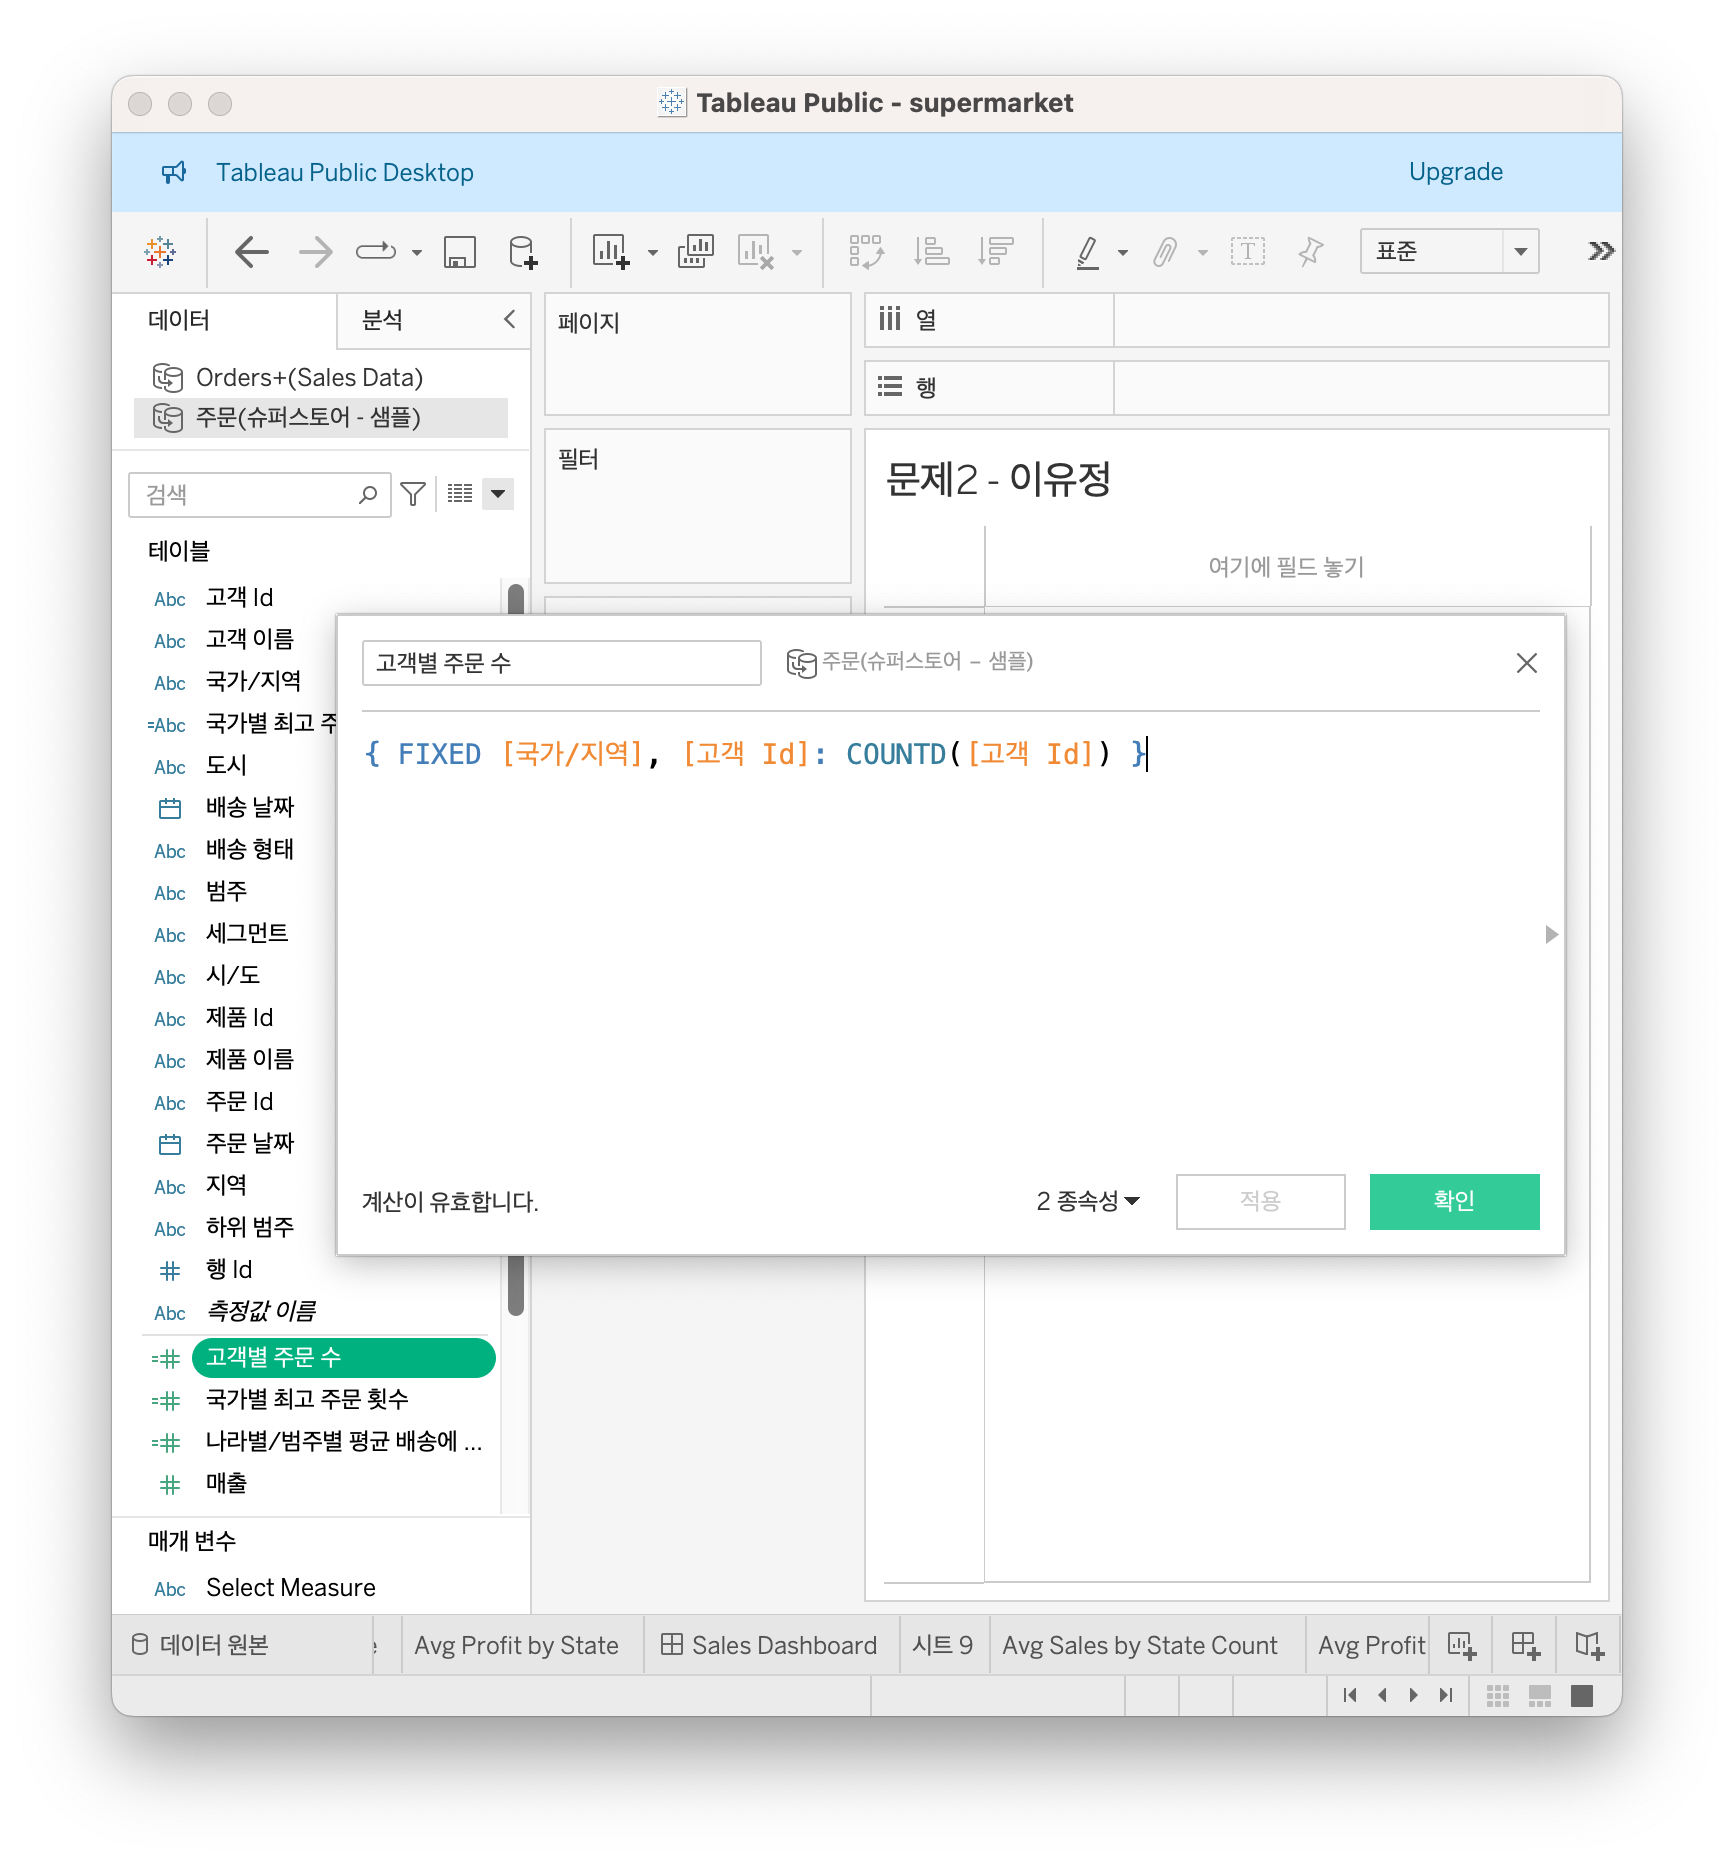 Tableau Public - supermarket
Tableau Public Desktop
Upgrade
표준
데이터
분석
Orders+(Sales Data)
주문(슈퍼스토어 - 샘플)
검색
테이블
Abc 고객 Id
Abc 고객 이름
Abc 국가/지역
=Abc 국가별 최고 주
Abc 도시
배송 날짜
Abc 배송 형태
Abc 범주
Abc 세그먼트
Abc 시/도
Abc 제품 Id
Abc 제품 이름
Abc 주문 Id
주문 날짜
Abc 지역
Abc 하위 범주
# 행 Id
Abc 측정값 이름
=# 고객별 주문 수
=# 국가별 최고 주문 횟수
=# 나라별/범주별 평균 배송에 ...
# 매출
매개 변수
Abc Select Measure
페이지
필터
열
행
문제2 - 이유정
여기에 필드 놓기
고객별 주문 수
주문(슈퍼스토어 – 샘플)
{ FIXED [국가/지역], [고객 Id]: COUNTD([고객 Id]) }
계산이 유효합니다.
2 종속성
적용
확인
데이터 원본
Avg Profit by State
Sales Dashboard
시트 9
Avg Sales by State Count
Avg Profit